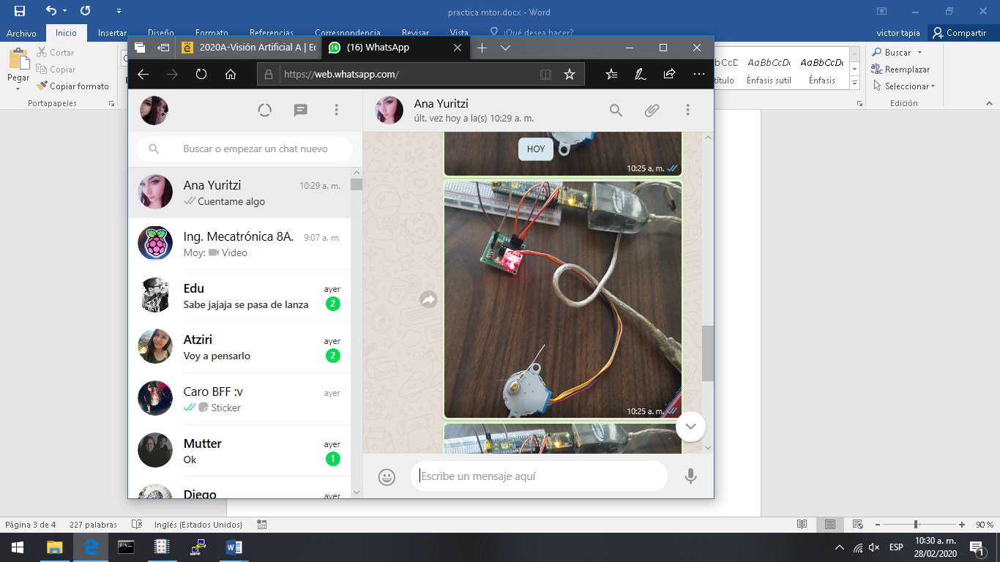 practica mtor.docx - Word
Archivo
Inicio
Insertar
Diseño
Formato
Referencias
Correspondencia
Revisar
Vista
¿Qué desea hacer?
victor tapia
Compartir
Pegar
Cortar
Copiar
Copiar formato
Portapapeles
AaBbCcDc
AaBbCcDc
Énfasis sutil
Énfasis
Buscar
Reemplazar
Seleccionar
Edición
2020A-Visión Artificial A | Ec
(16) WhatsApp
https://web.whatsapp.com/
Buscar o empezar un chat nuevo
Ana Yuritzi
10:29 a. m.
Cuentame algo
Ing. Mecatrónica 8A.
9:07 a. m.
Moy: Video
Edu
ayer
Sabe jajaja se pasa de lanza
2
Atziri
ayer
Voy a pensarlo
2
Caro BFF :v
ayer
Sticker
Mutter
ayer
Ok
1
Diego
ayer
Ana Yuritzi
últ. vez hoy a la(s) 10:29 a. m.
HOY
10:25 a. m.
10:25 a. m.
Escribe un mensaje aquí
Página 3 de 4
227 palabras
Inglés (Estados Unidos)
90 %
ESP
10:30 a. m.
28/02/2020
1